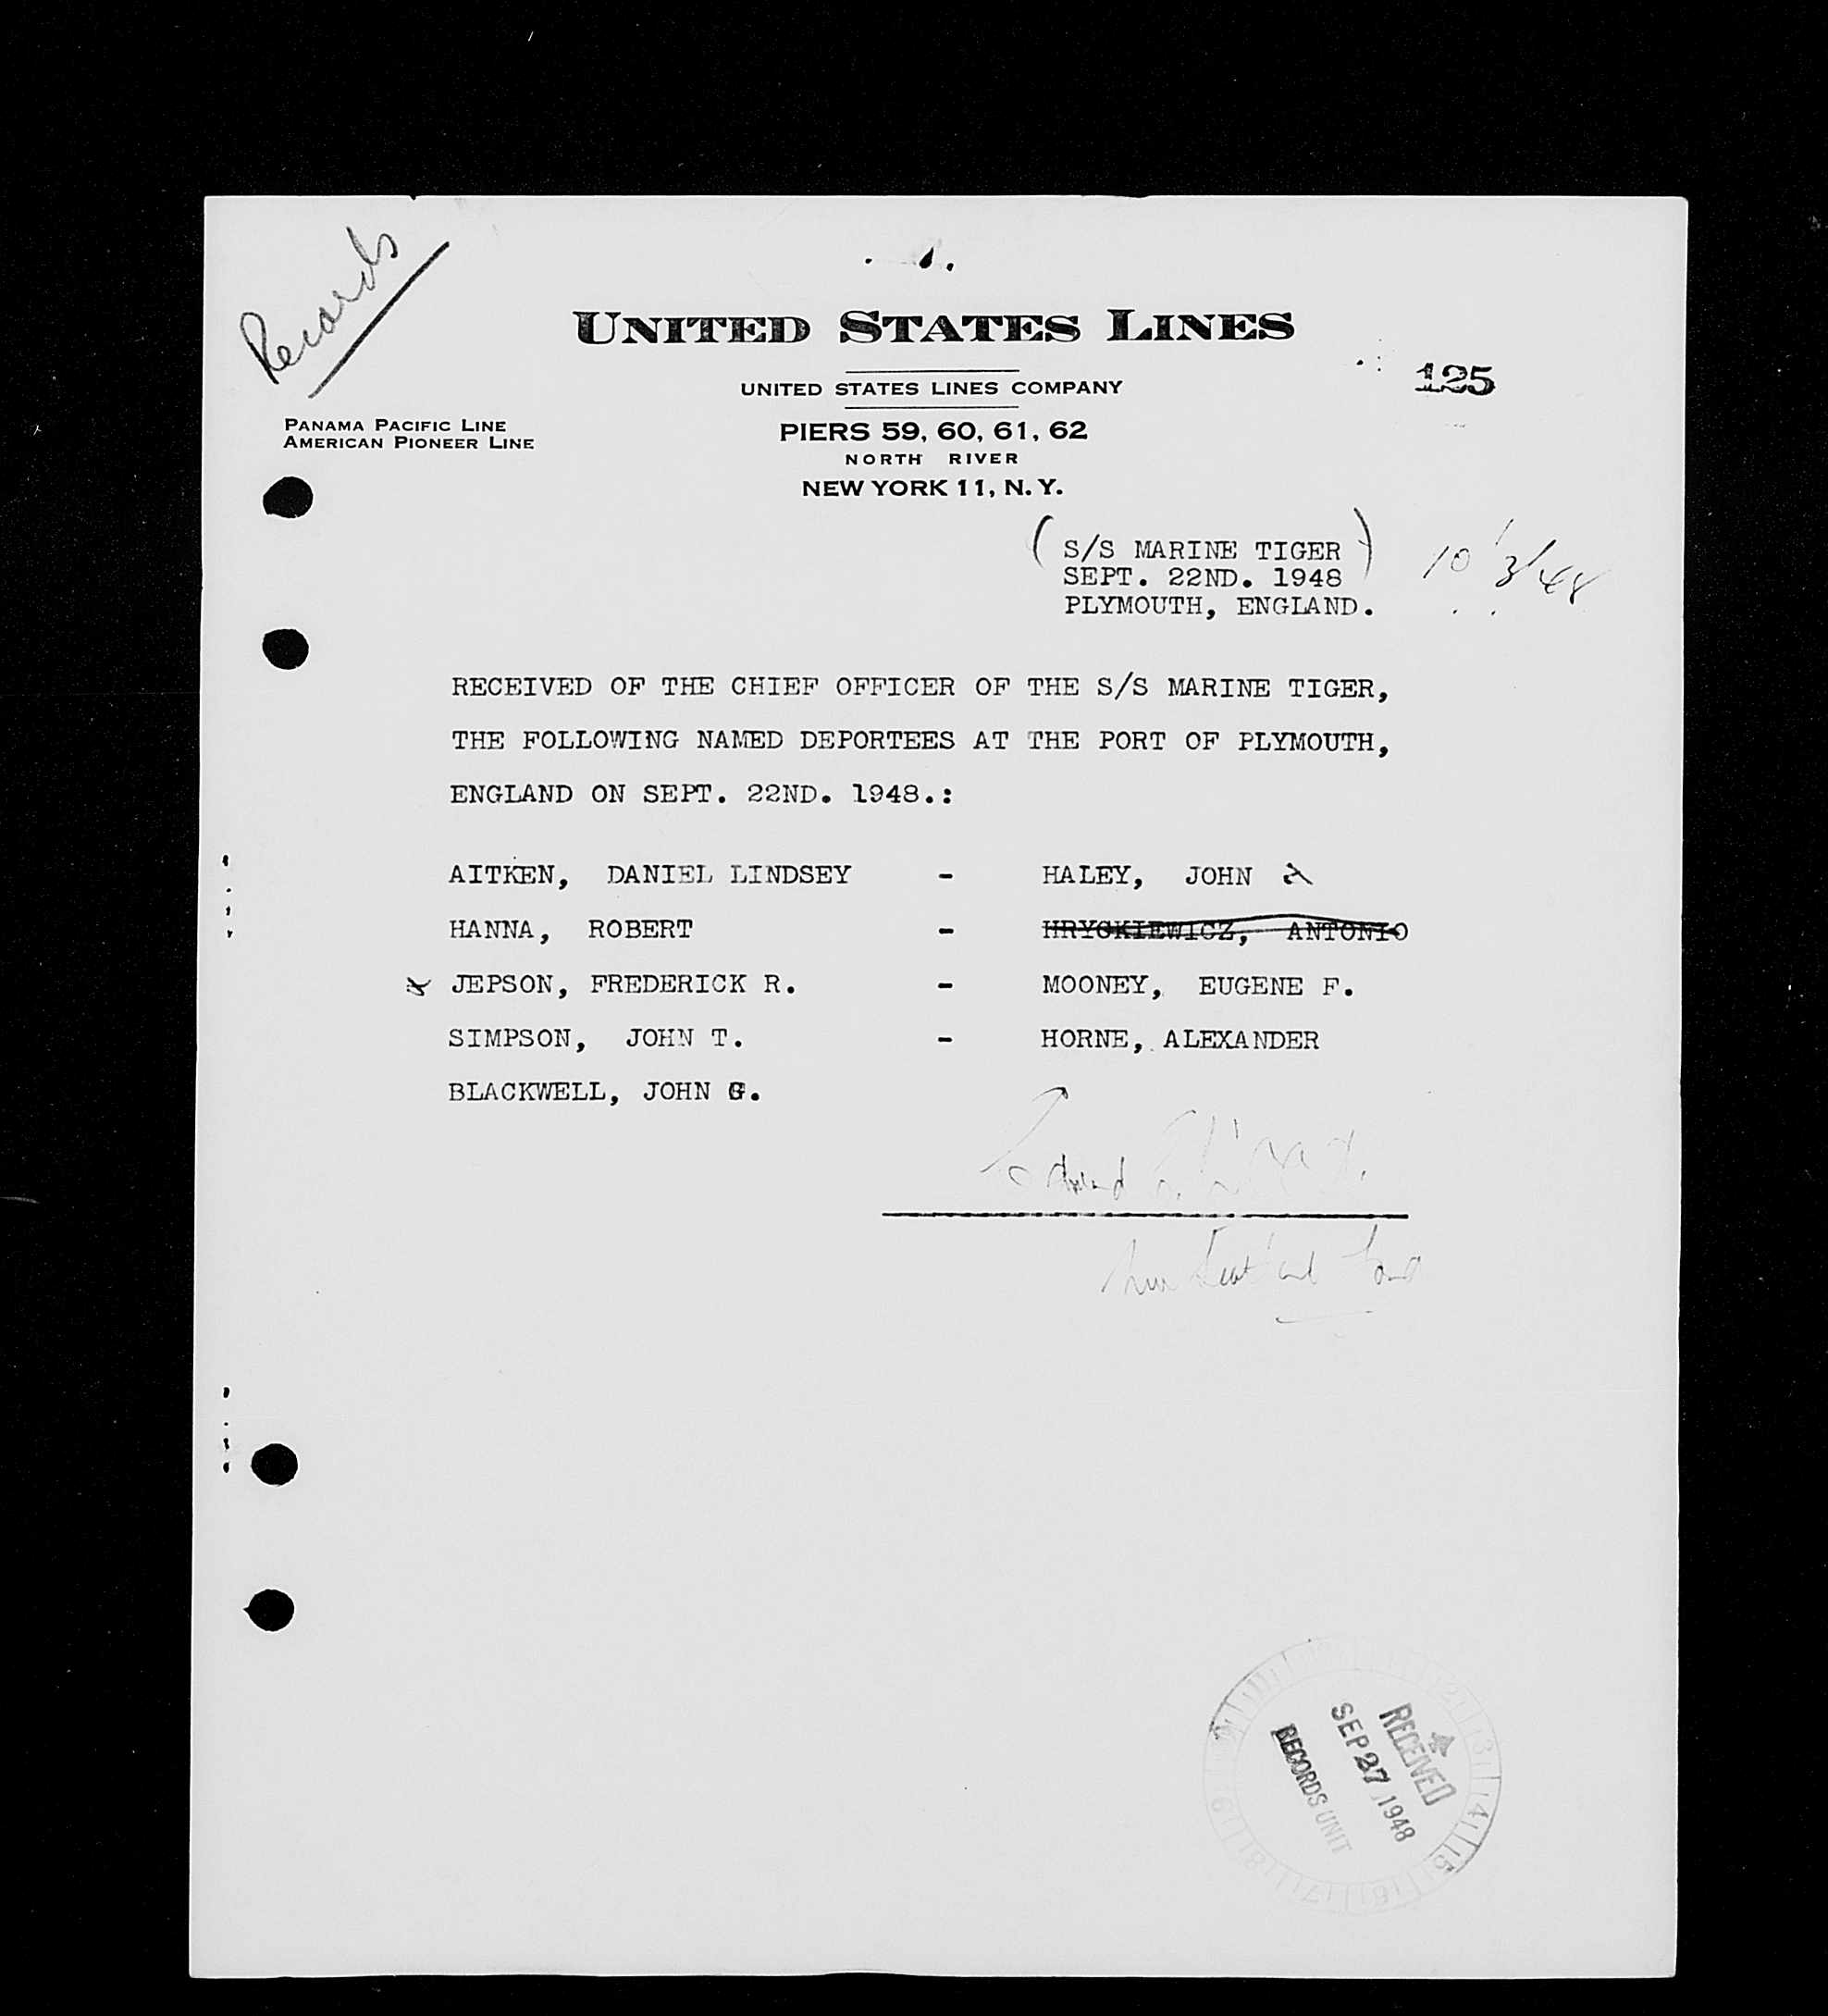 Records
UNITED STATES LINES
125
UNITED STATES LINES COMPANY
PANAMA PACIFIC LINE
AMERICAN PIONEER LINE
PIERS 59, 60, 61, 62
NORTH RIVER
NEW YORK 11, N. Y.
( S/S MARINE TIGER )
SEPT. 22ND. 1948
PLYMOUTH, ENGLAND.
10/3/48
RECEIVED OF THE CHIEF OFFICER OF THE S/S MARINE TIGER,
THE FOLLOWING NAMED DEPORTEES AT THE PORT OF PLYMOUTH,
ENGLAND ON SEPT. 22ND. 1948.:
AITKEN, DANIEL LINDSEY - HALEY, JOHN
HANNA, ROBERT - HRYCKIEWICZ, ANTONIO
JEPSON, FREDERICK R. - MOONEY, EUGENE F.
SIMPSON, JOHN T. - HORNE, ALEXANDER
BLACKWELL, JOHN G.
RECEIVED
SEP 27 1948
RECORDS UNIT